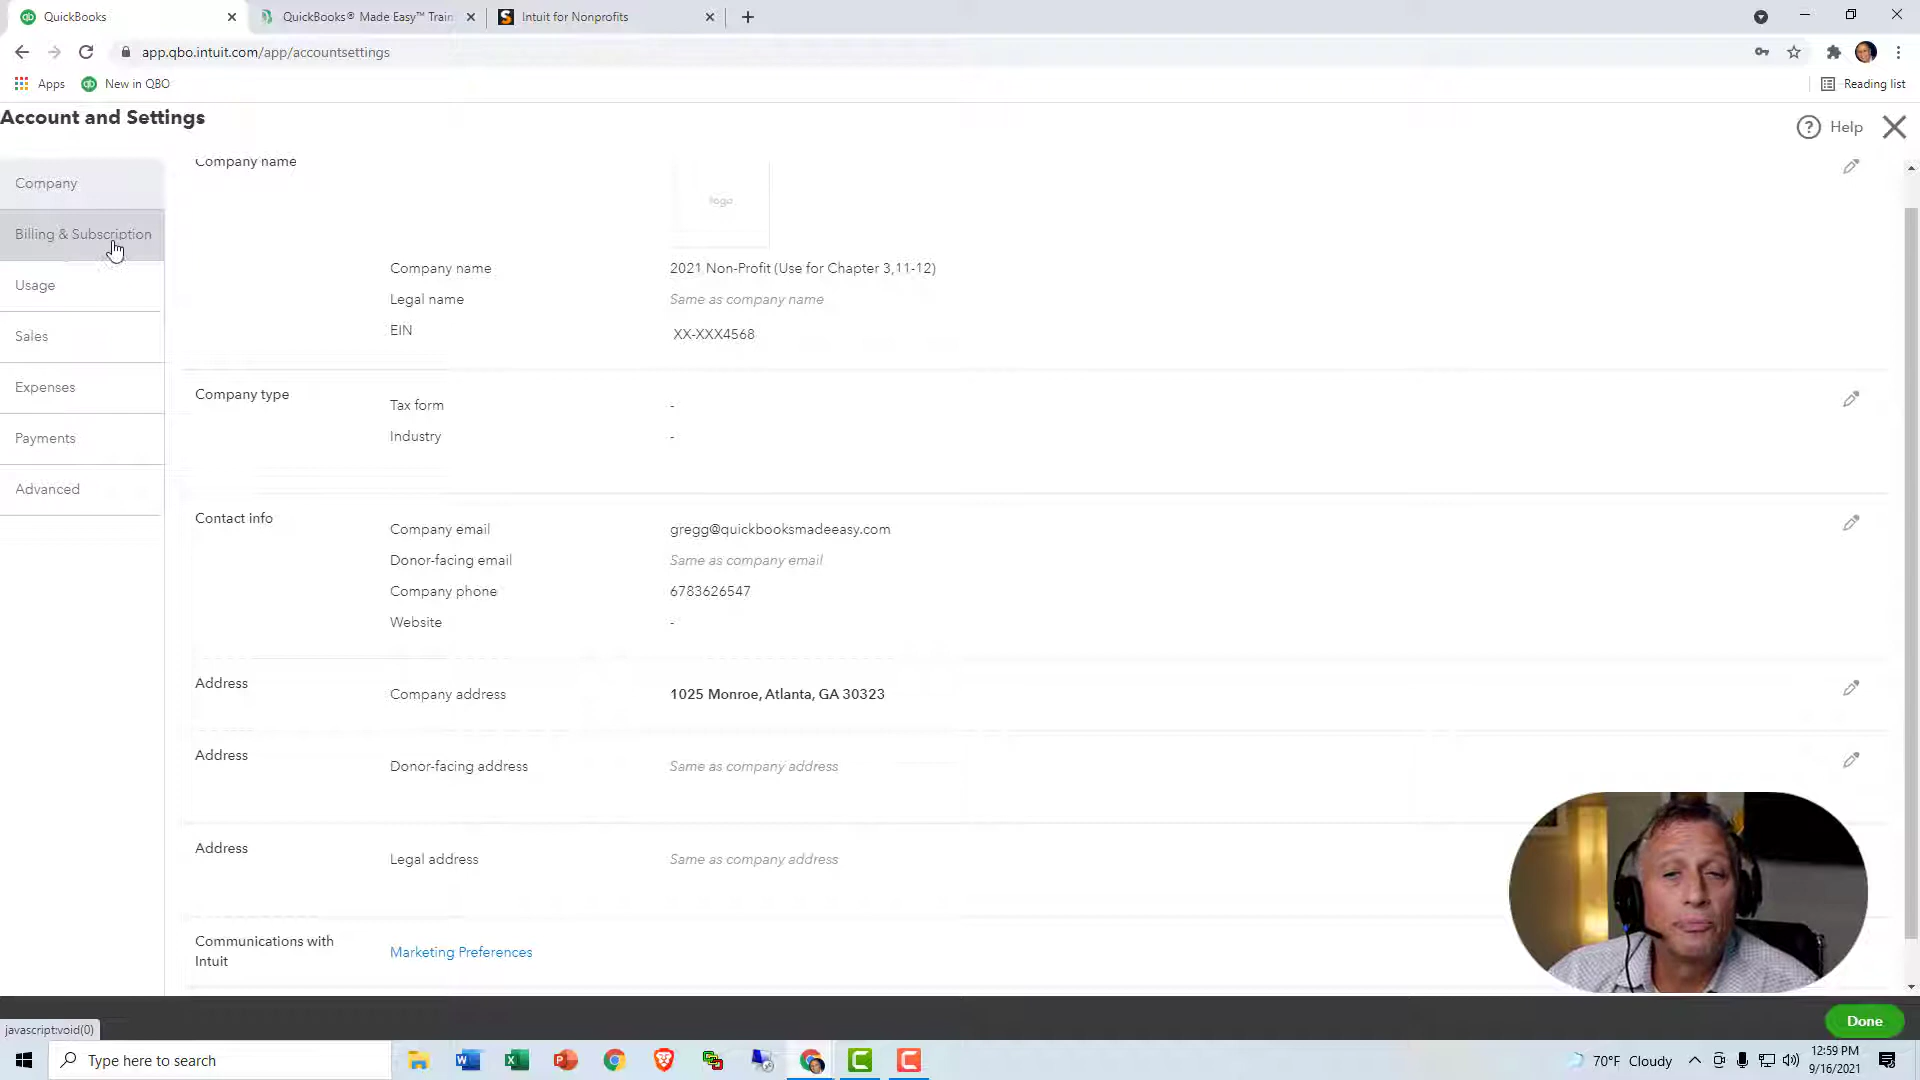 QuickBooks
QuickBooks® Made Easy™ Train
Intuit for Nonprofits
app.qbo.intuit.com/app/accountsettings
Apps
New in QBO
Reading list
Account and Settings
Help
Company
Billing & Subscription
Usage
Sales
Expenses
Payments
Advanced
Company name
logo
Company name 2021 Non-Profit (Use for Chapter 3,11-12)
Legal name Same as company name
EIN XX-XXX4568
Company type
Tax form -
Industry -
Contact info
Company email gregg@quickbooksmadeeasy.com
Donor-facing email Same as company email
Company phone 6783626547
Website -
Address
Company address 1025 Monroe, Atlanta, GA 30323
Address
Donor-facing address Same as company address
Address
Legal address Same as company address
Communications with
Intuit
Marketing Preferences
Done
javascript:void(0)
Type here to search
70°F Cloudy
12:59 PM
9/16/2021